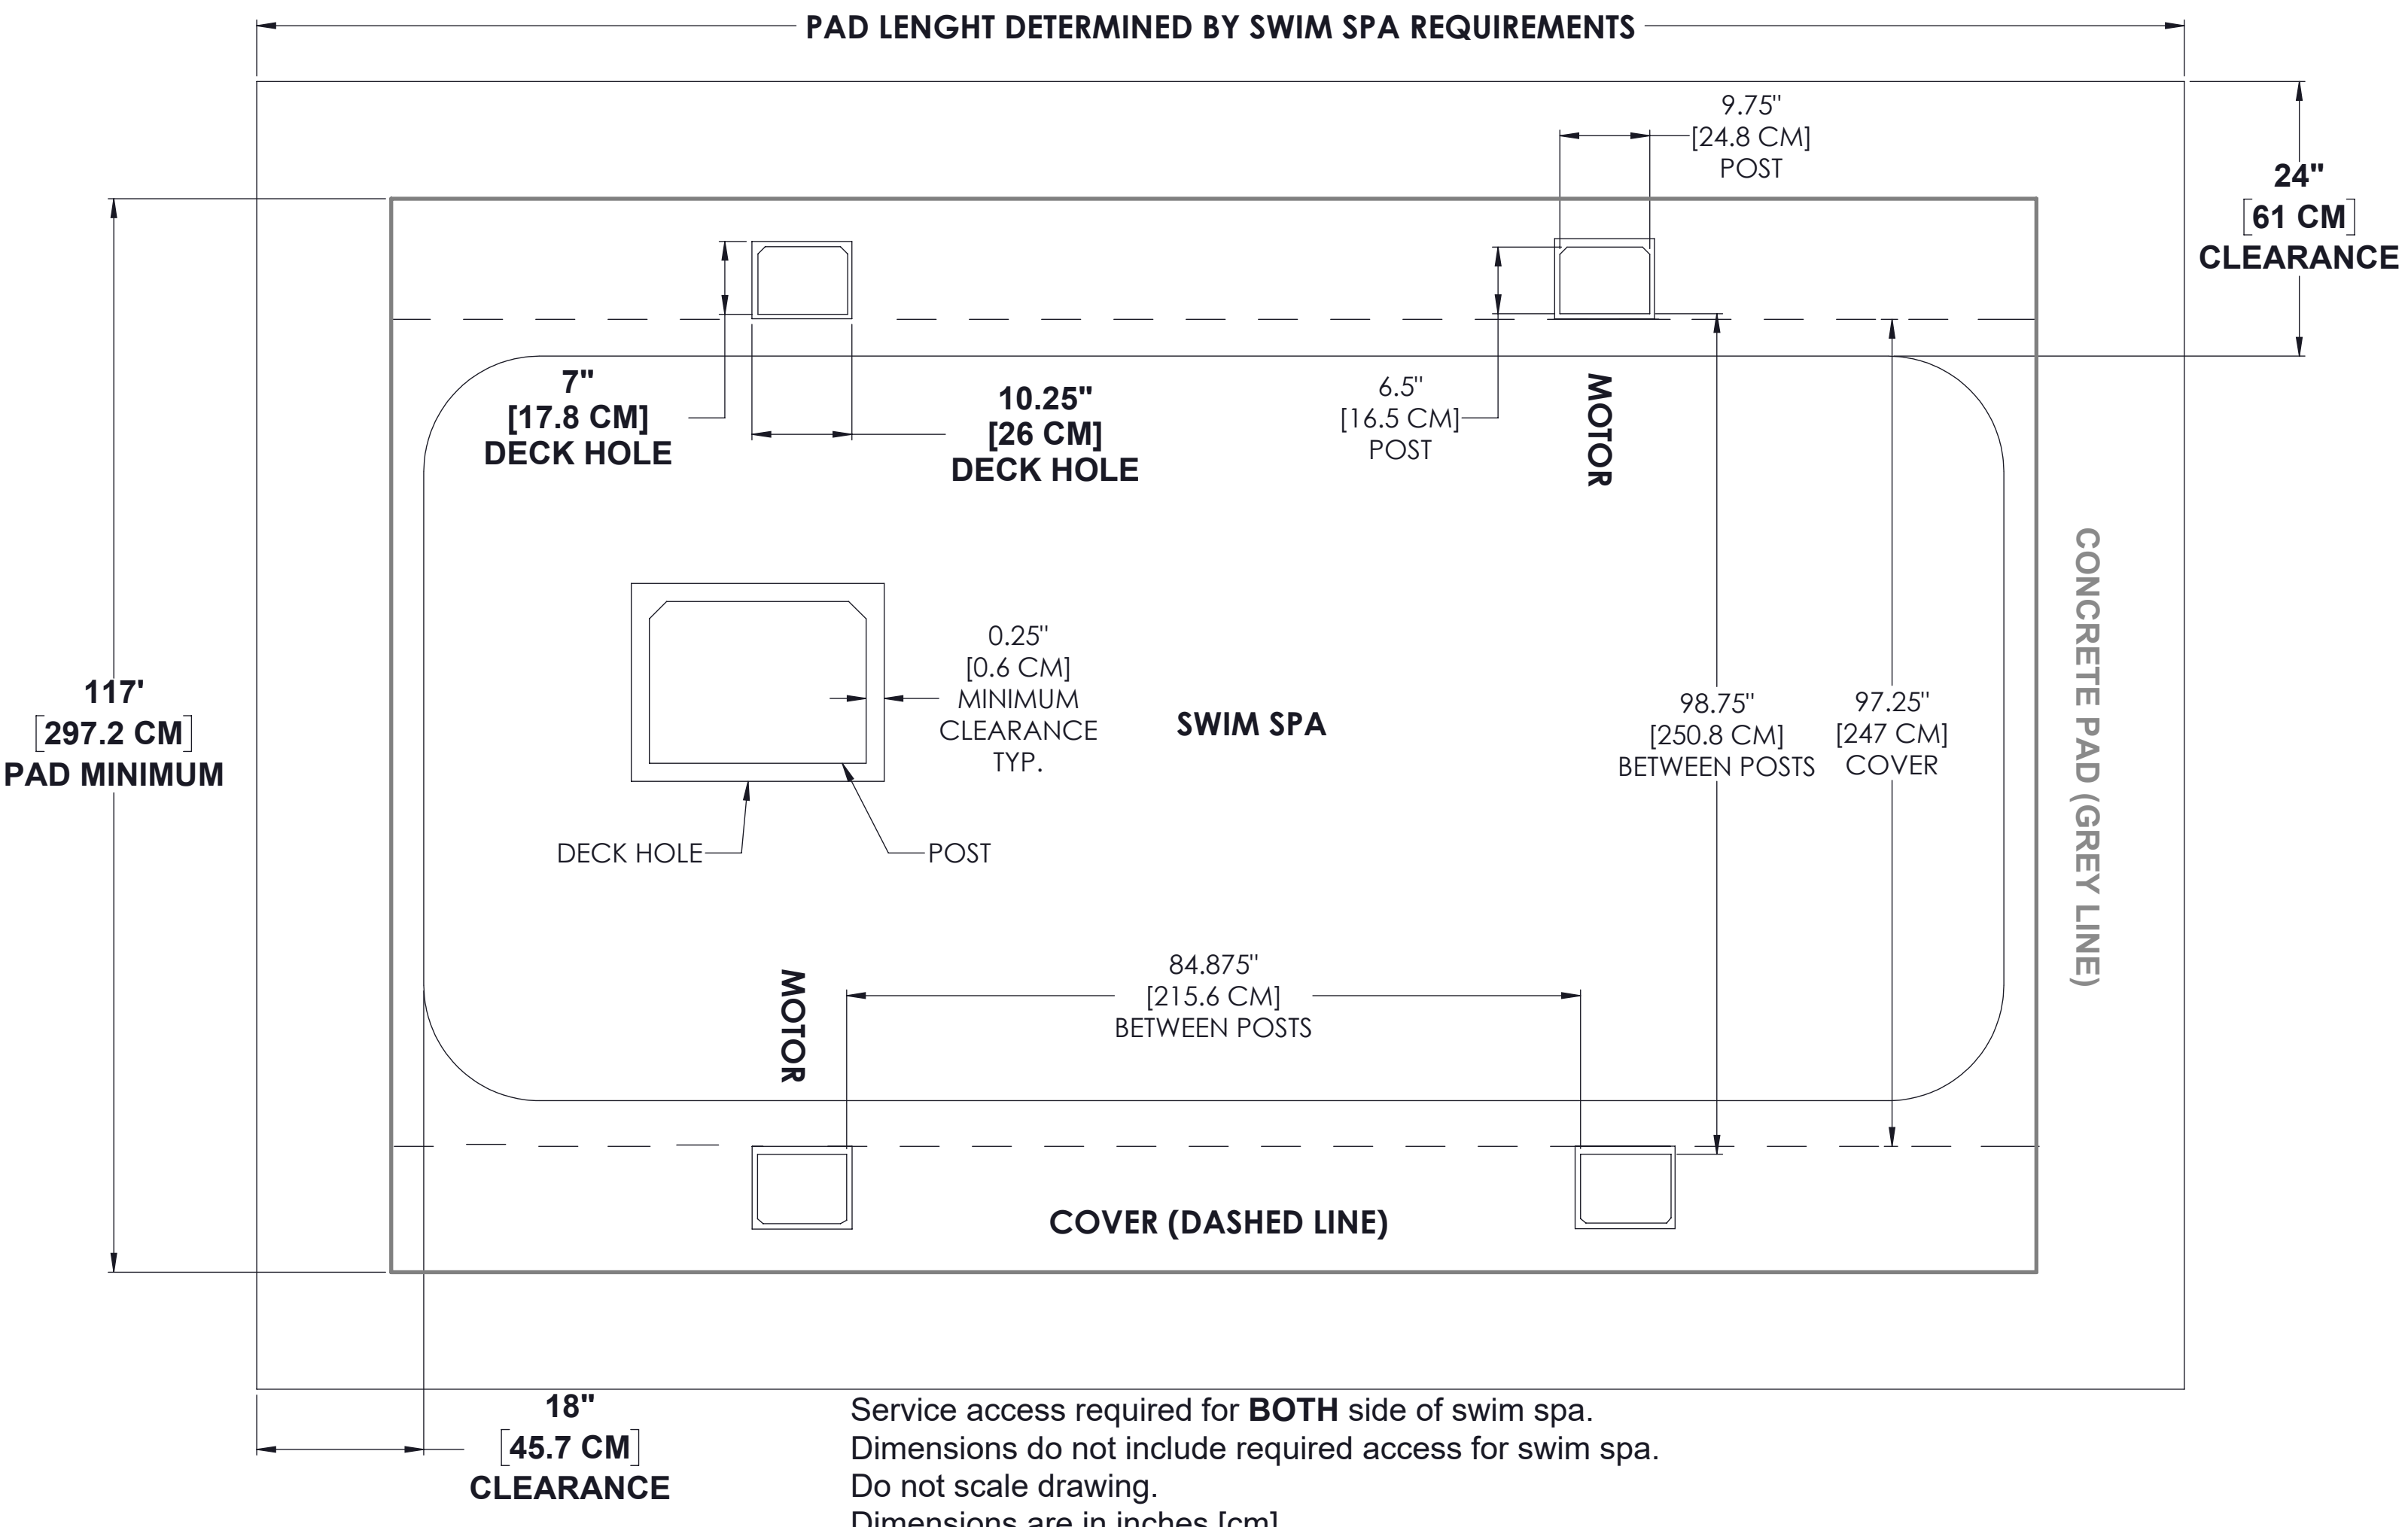 PAD LENGHT DETERMINED BY SWIM SPA REQUIREMENTS
9.75"
[24.8 CM]
POST
24"
[61 CM]
CLEARANCE
7"
[17.8 CM]
DECK HOLE
10.25"
[26 CM]
DECK HOLE
6.5"
[16.5 CM]
POST
MOTOR
117'
[297.2 CM]
PAD MINIMUM
0.25"
[0.6 CM]
MINIMUM
CLEARANCE
TYP.
SWIM SPA
98.75"
[250.8 CM]
BETWEEN POSTS
97.25"
[247 CM]
COVER
CONCRETE PAD (GREY LINE)
DECK HOLE
POST
MOTOR
84.875"
[215.6 CM]
BETWEEN POSTS
COVER (DASHED LINE)
18"
[45.7 CM]
CLEARANCE
Service access required for BOTH side of swim spa.
Dimensions do not include required access for swim spa.
Do not scale drawing.
Dimensions are in inches [cm]